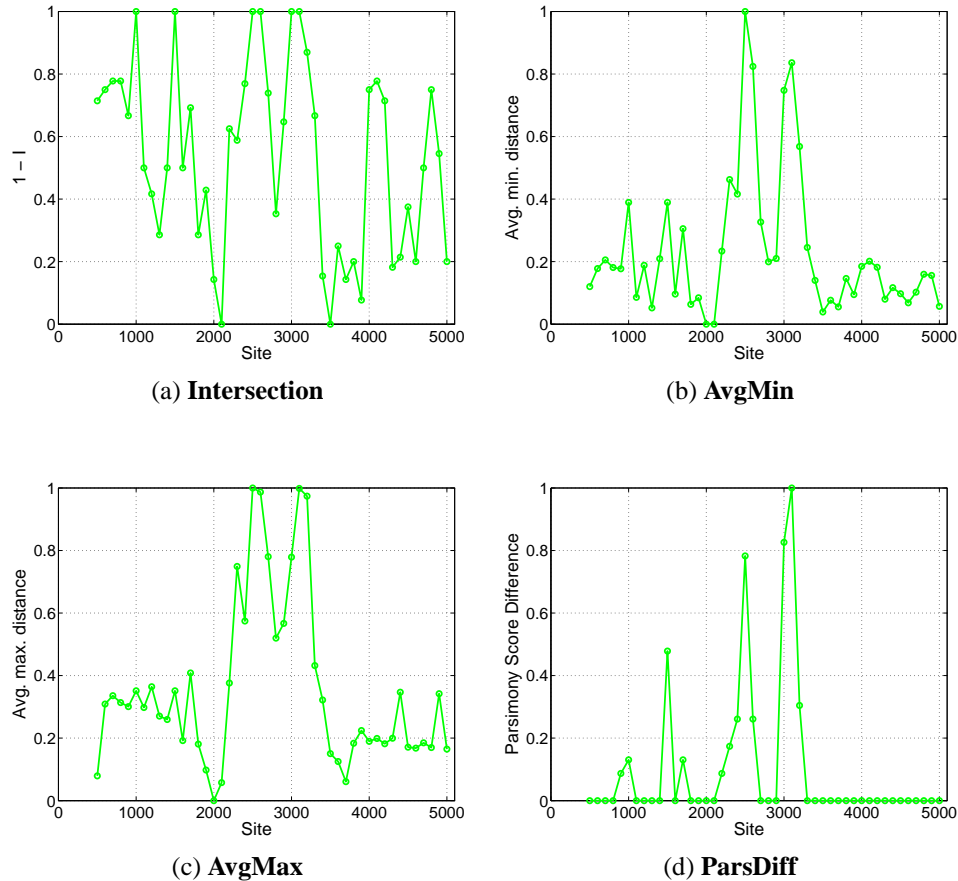 1
0.8
0.6
0.4
0.2
0
0 1000 2000 3000 4000 5000
1 − I
Site
(a) Intersection
1
0.8
0.6
0.4
0.2
0
0 1000 2000 3000 4000 5000
Avg. min. distance
Site
(b) AvgMin
1
0.8
0.6
0.4
0.2
0
0 1000 2000 3000 4000 5000
Avg. max. distance
Site
(c) AvgMax
1
0.8
0.6
0.4
0.2
0
0 1000 2000 3000 4000 5000
Parsimony Score Difference
Site
(d) ParsDiff